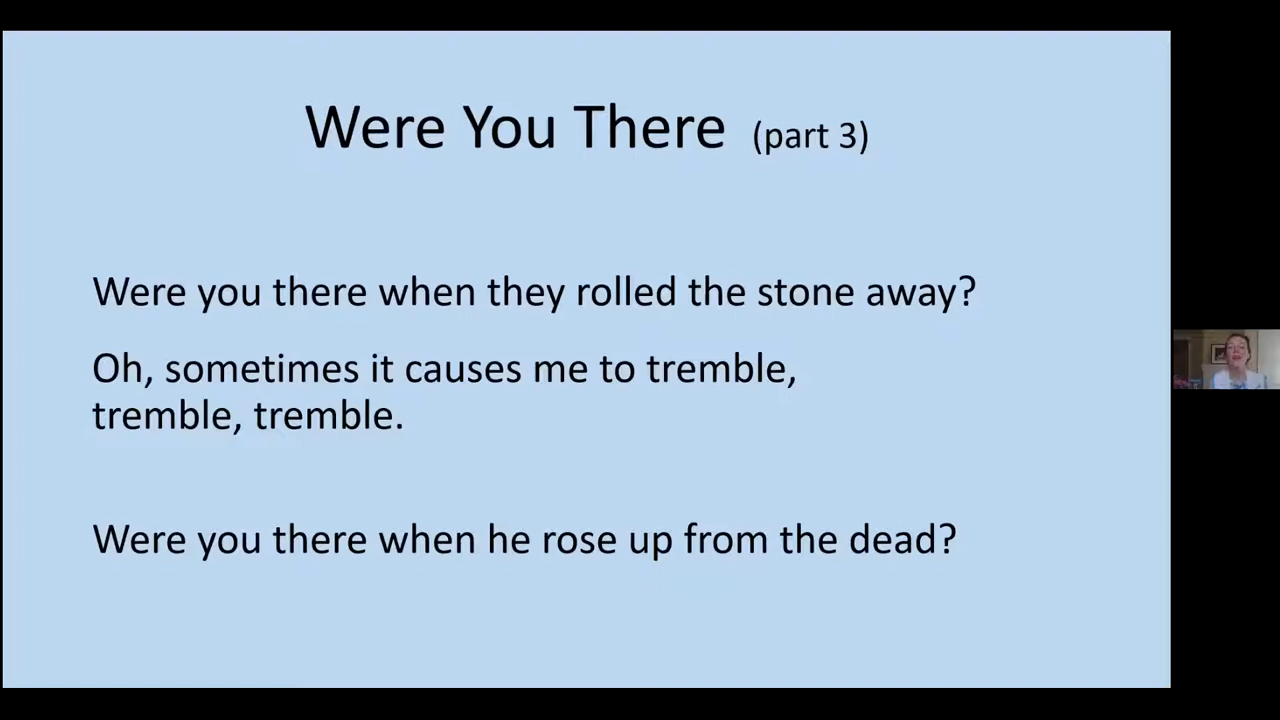 Were You There (part 3)
Were you there when they rolled the stone away?
Oh, sometimes it causes me to tremble,
tremble, tremble.
Were you there when he rose up from the dead?